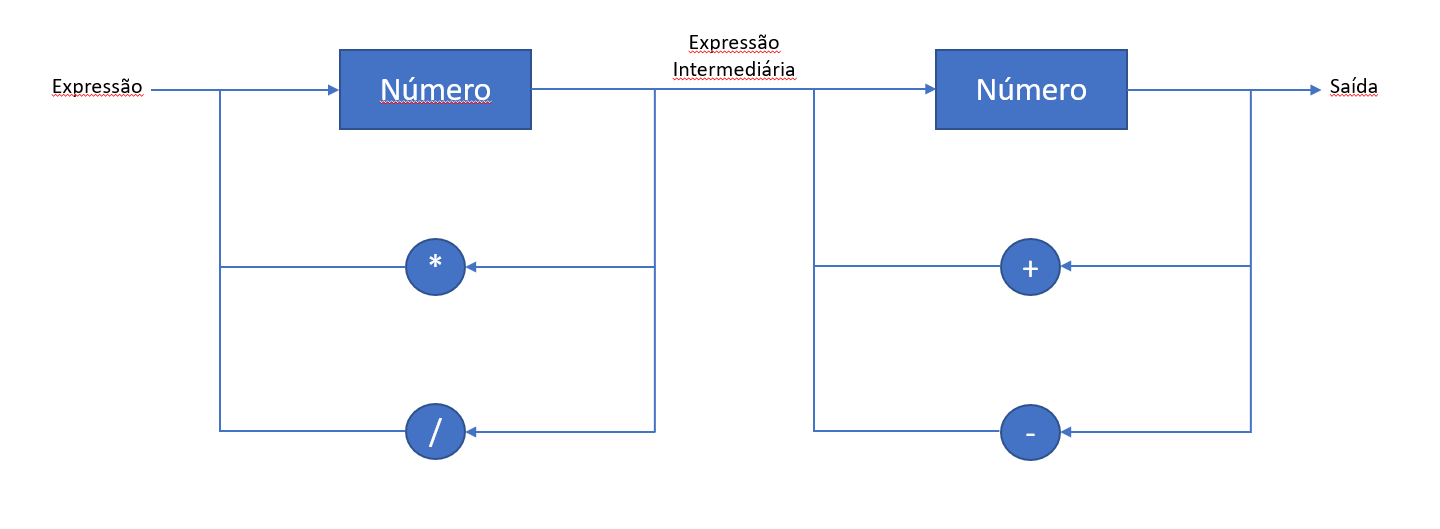 Expressão
Número
Expressão
Intermediária
Número
Saída
*
+
/
-